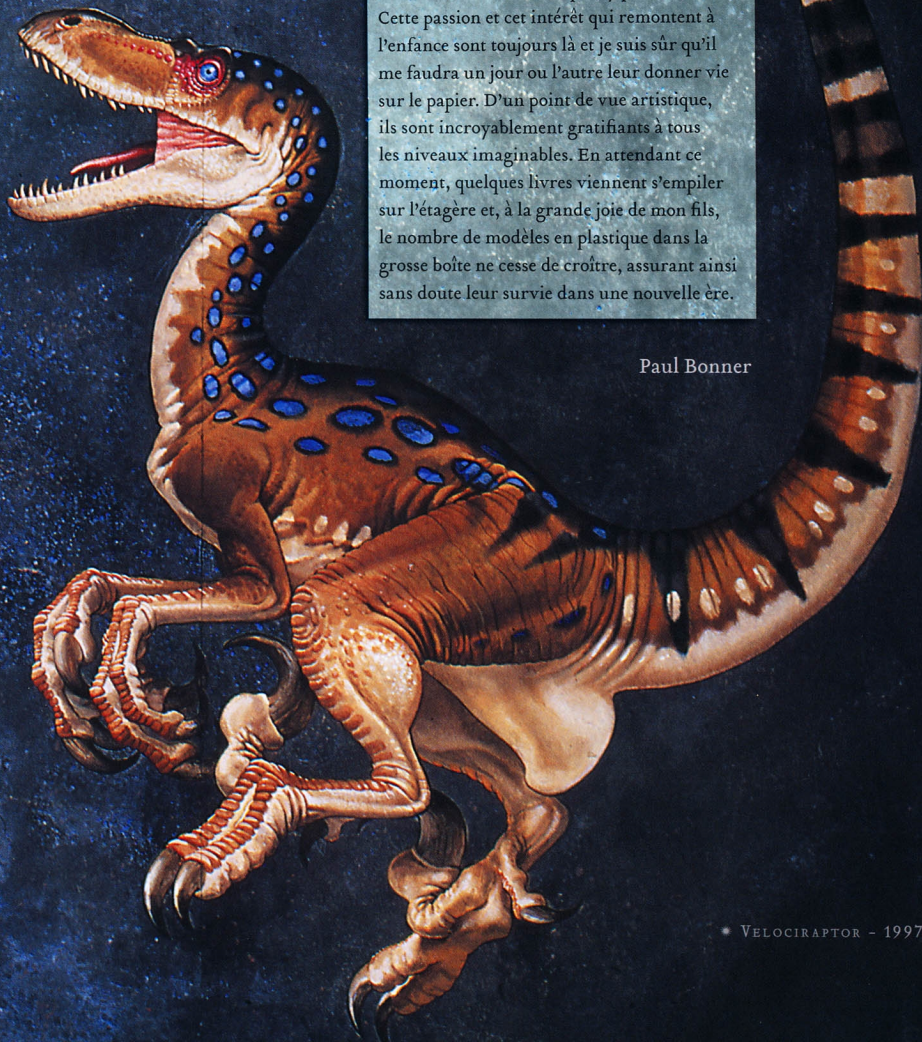 Cette passion et cet intérêt qui remontent à
l'enfance sont toujours là et je suis sûr qu'il
me faudra un jour ou l'autre leur donner vie
sur le papier. D'un point de vue artistique,
ils sont incroyablement gratifiants à tous
les niveaux imaginables. En attendant ce
moment, quelques livres viennent s'empiler
sur l'étagère et, à la grande joie de mon fils,
le nombre de modèles en plastique dans la
grosse boîte ne cesse de croître, assurant ainsi
sans doute leur survie dans une nouvelle ère.
Paul Bonner
Velociraptor – 1997